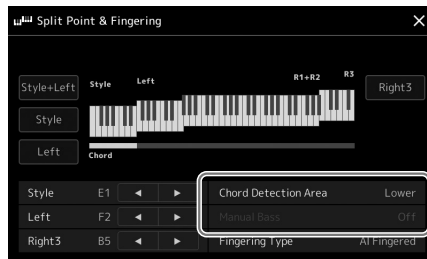 Split Point & Fingering
Style+Left
Style
Left
R1+R2
R3
Right3
Style
Left
Chord
Style E1
Chord Detection Area Lower
Left F2
Manual Bass Off
Right3 B5
Fingering Type AI Fingered